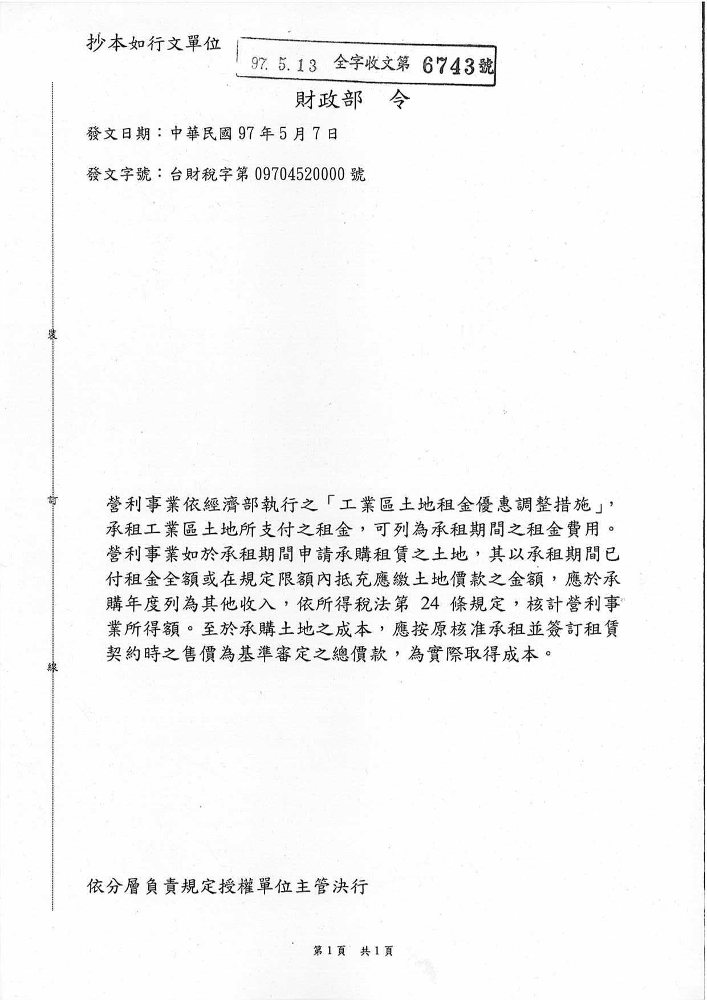 抄本如行文單位
97. 5. 13 全字收文第 6743號
財政部 令
發文日期：中華民國 97 年 5 月 7 日
發文字號：台財稅字第 09704520000 號
裝
訂
線
營利事業依經濟部執行之「工業區土地租金優惠調整措施」，
承租工業區土地所支付之租金，可列為承租期間之租金費用。
營利事業如於承租期間申請承購租賃之土地，其以承租期間已
付租金全額或在規定限額內抵充應繳土地價款之金額，應於承
購年度列為其他收入，依所得稅法第 24 條規定，核計營利事
業所得額。至於承購土地之成本，應按原核准承租並簽訂租賃
契約時之售價為基準審定之總價款，為實際取得成本。
依分層負責規定授權單位主管決行
第 1 頁 共 1 頁